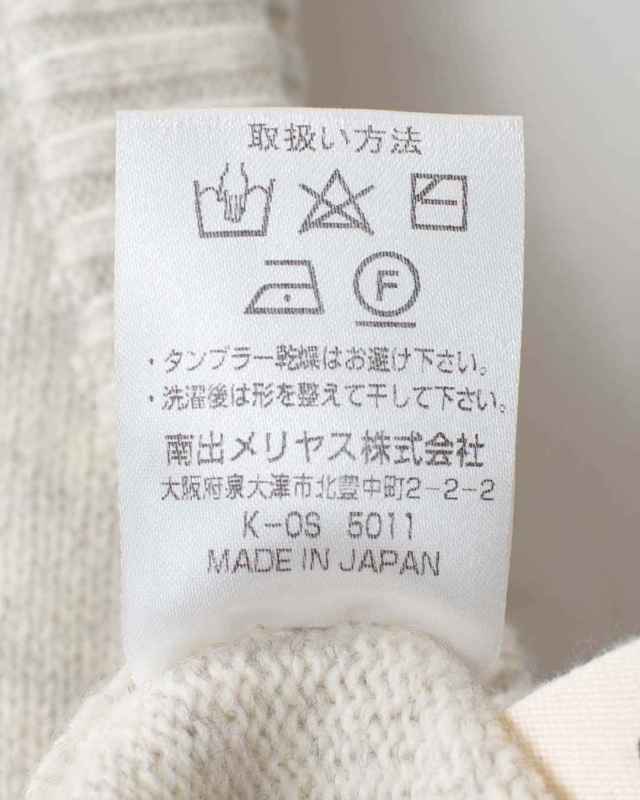 取扱い方法
F
・タンブラー乾燥はお避け下さい。
・洗濯後は形を整えて干して下さい。
南出メリヤス株式会社
大阪府泉大津市北豊中町2-2-2
K-OS 5011
MADE IN JAPAN